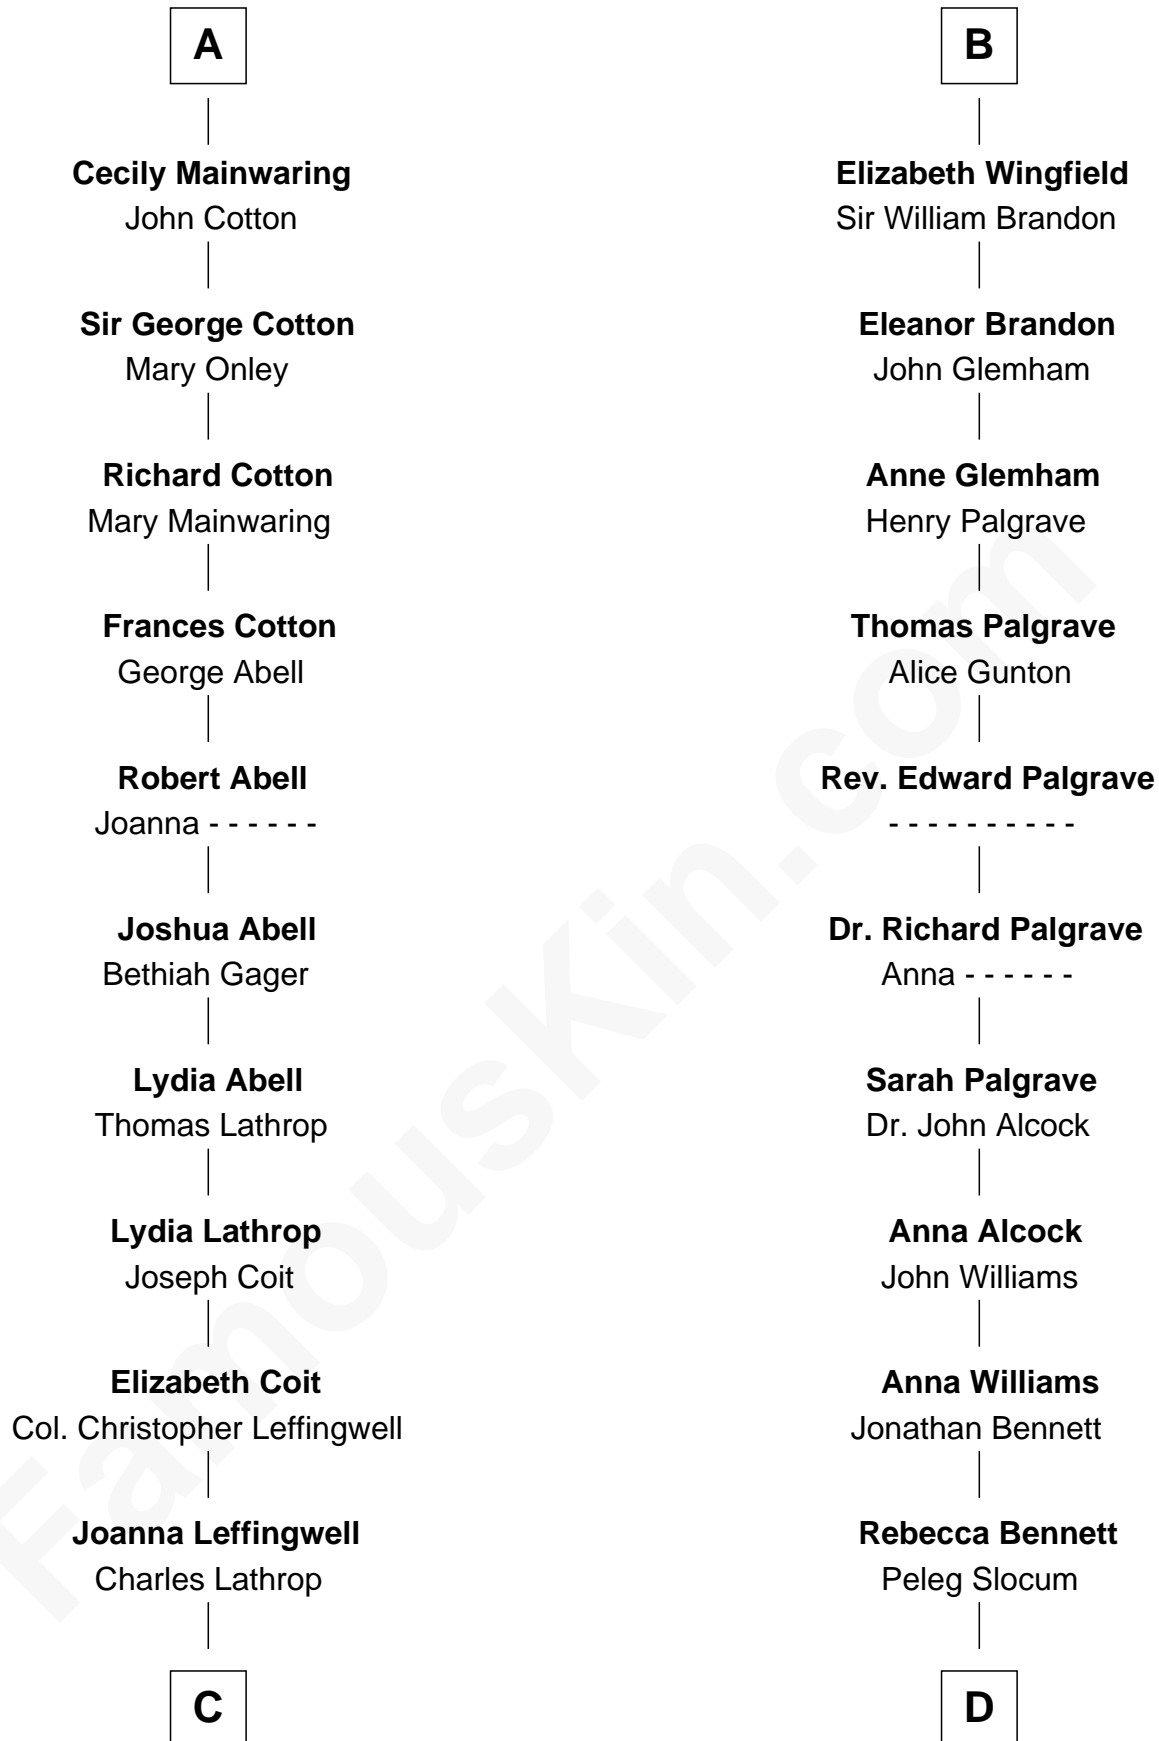 A
Cecily Mainwaring
John Cotton
Sir George Cotton
Mary Onley
Richard Cotton
Mary Mainwaring
Frances Cotton
George Abell
Robert Abell
Joanna - - - - - -
Joshua Abell
Bethiah Gager
Lydia Abell
Thomas Lathrop
Lydia Lathrop
Joseph Coit
Elizabeth Coit
Col. Christopher Leffingwell
Joanna Leffingwell
Charles Lathrop
C
B
Elizabeth Wingfield
Sir William Brandon
Eleanor Brandon
John Glemham
Anne Glemham
Henry Palgrave
Thomas Palgrave
Alice Gunton
Rev. Edward Palgrave
- - - - - - - - - -
Dr. Richard Palgrave
Anna - - - - - -
Sarah Palgrave
Dr. John Alcock
Anna Alcock
John Williams
Anna Williams
Jonathan Bennett
Rebecca Bennett
Peleg Slocum
D
FamousKin.com